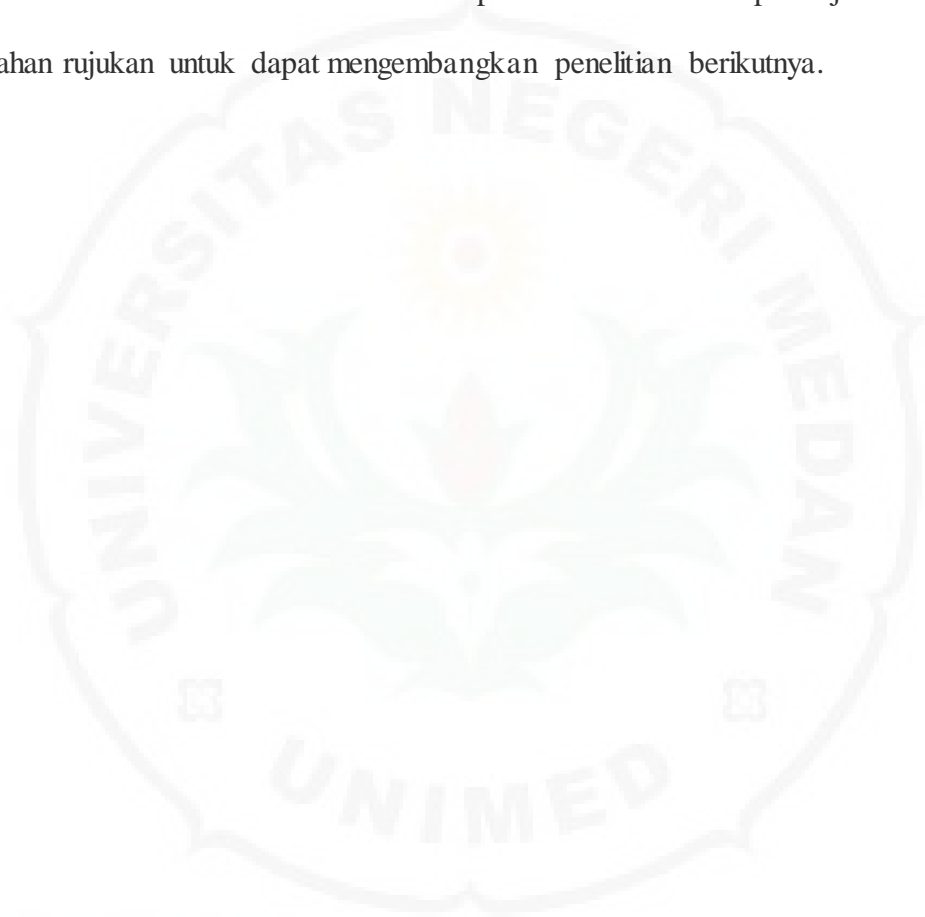 ahan rujukan untuk dapat mengembangkan penelitian berikutnya.
UNIVERSITAS NEGERI MEDAN
UNIMED